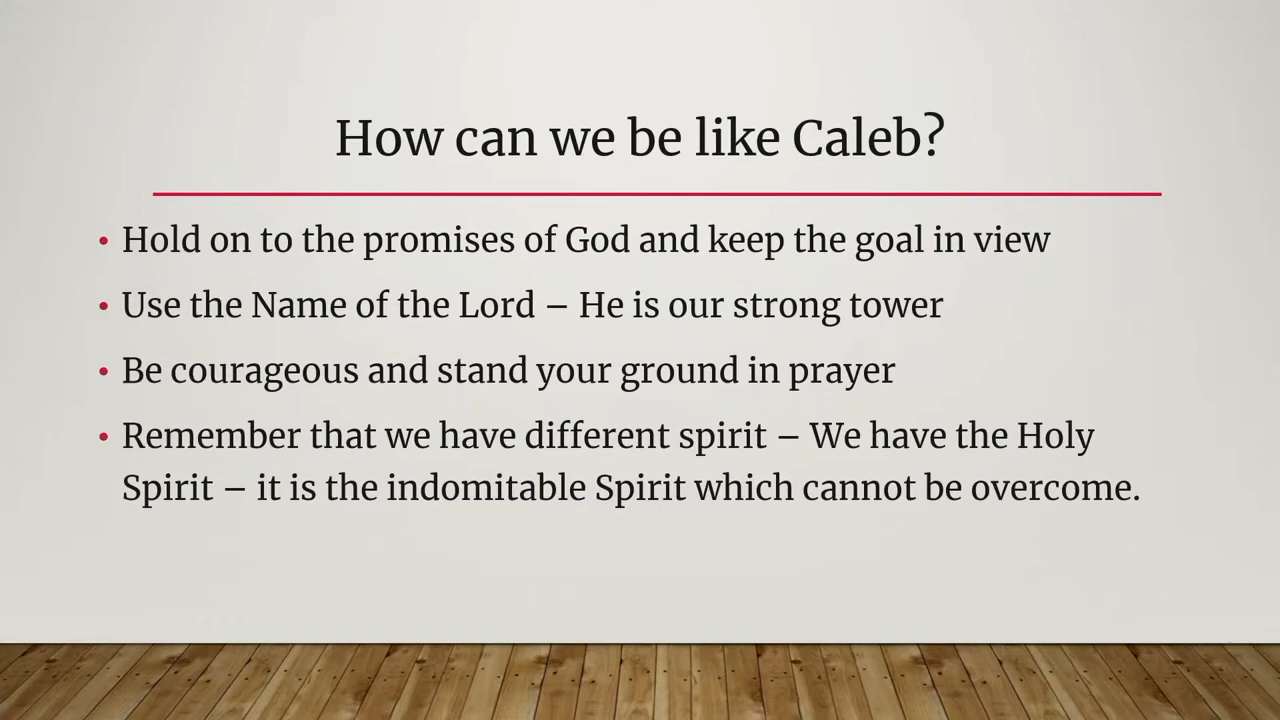 How can we be like Caleb?
• Hold on to the promises of God and keep the goal in view
• Use the Name of the Lord – He is our strong tower
• Be courageous and stand your ground in prayer
• Remember that we have different spirit – We have the Holy
Spirit – it is the indomitable Spirit which cannot be overcome.